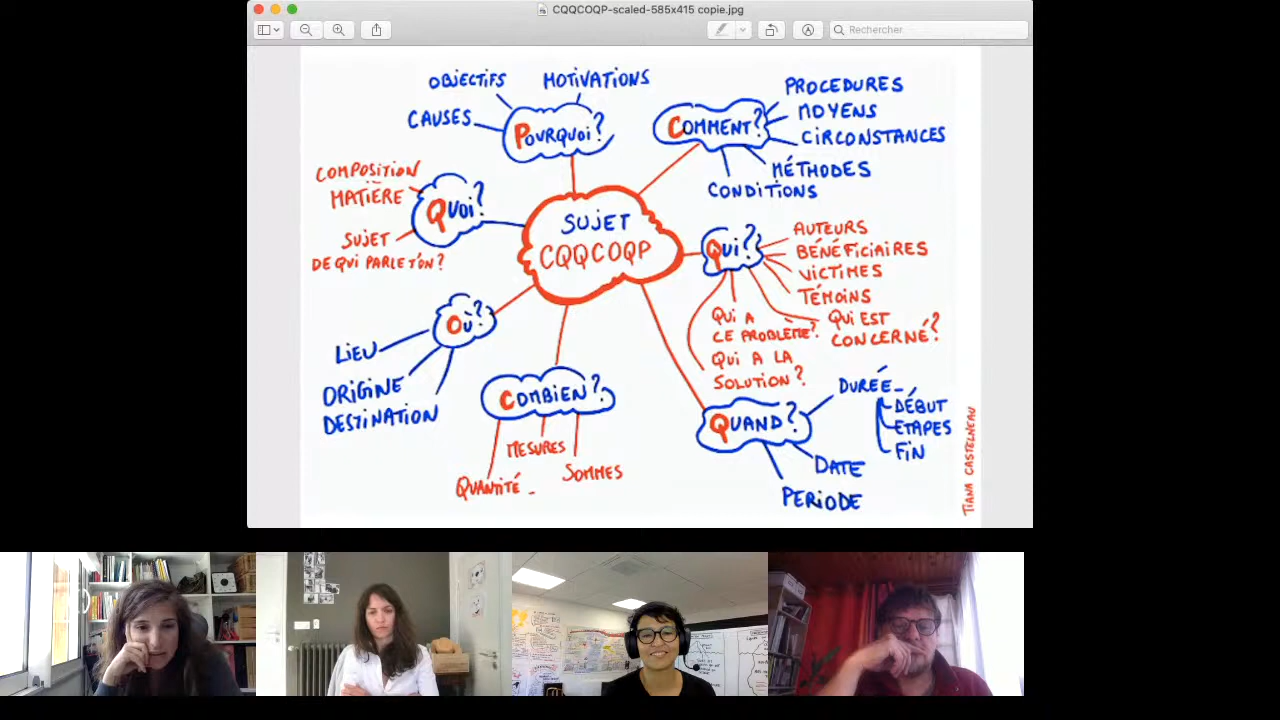 CQQCOQP-scaled-585x415 copie.jpg
Rechercher
OBJECTIFS
MOTIVATIONS
CAUSES
POURQUOI?
COMMENT?
PROCEDURES
MOYENS
CIRCONSTANCES
MÉTHODES
CONDITIONS
COMPOSITION
MATIÈRE
QUOI?
SUJET
DE QUI PARLE T'ON?
SUJET
CQQCOQP
QUI?
AUTEURS
BÉNÉFICIAIRES
VICTIMES
TÉMOINS
QUI EST
CONCERNÉ?
QUI A
CE PROBLÈME?
QUI A LA
SOLUTION?
OÙ?
LIEU
ORIGINE
DESTINATION
COMBIEN?
MESURES
SOMMES
QUANTITÉ
QUAND?
DURÉE
DÉBUT
ETAPES
FIN
DATE
PERIODE
TIANA CASTELNEAU